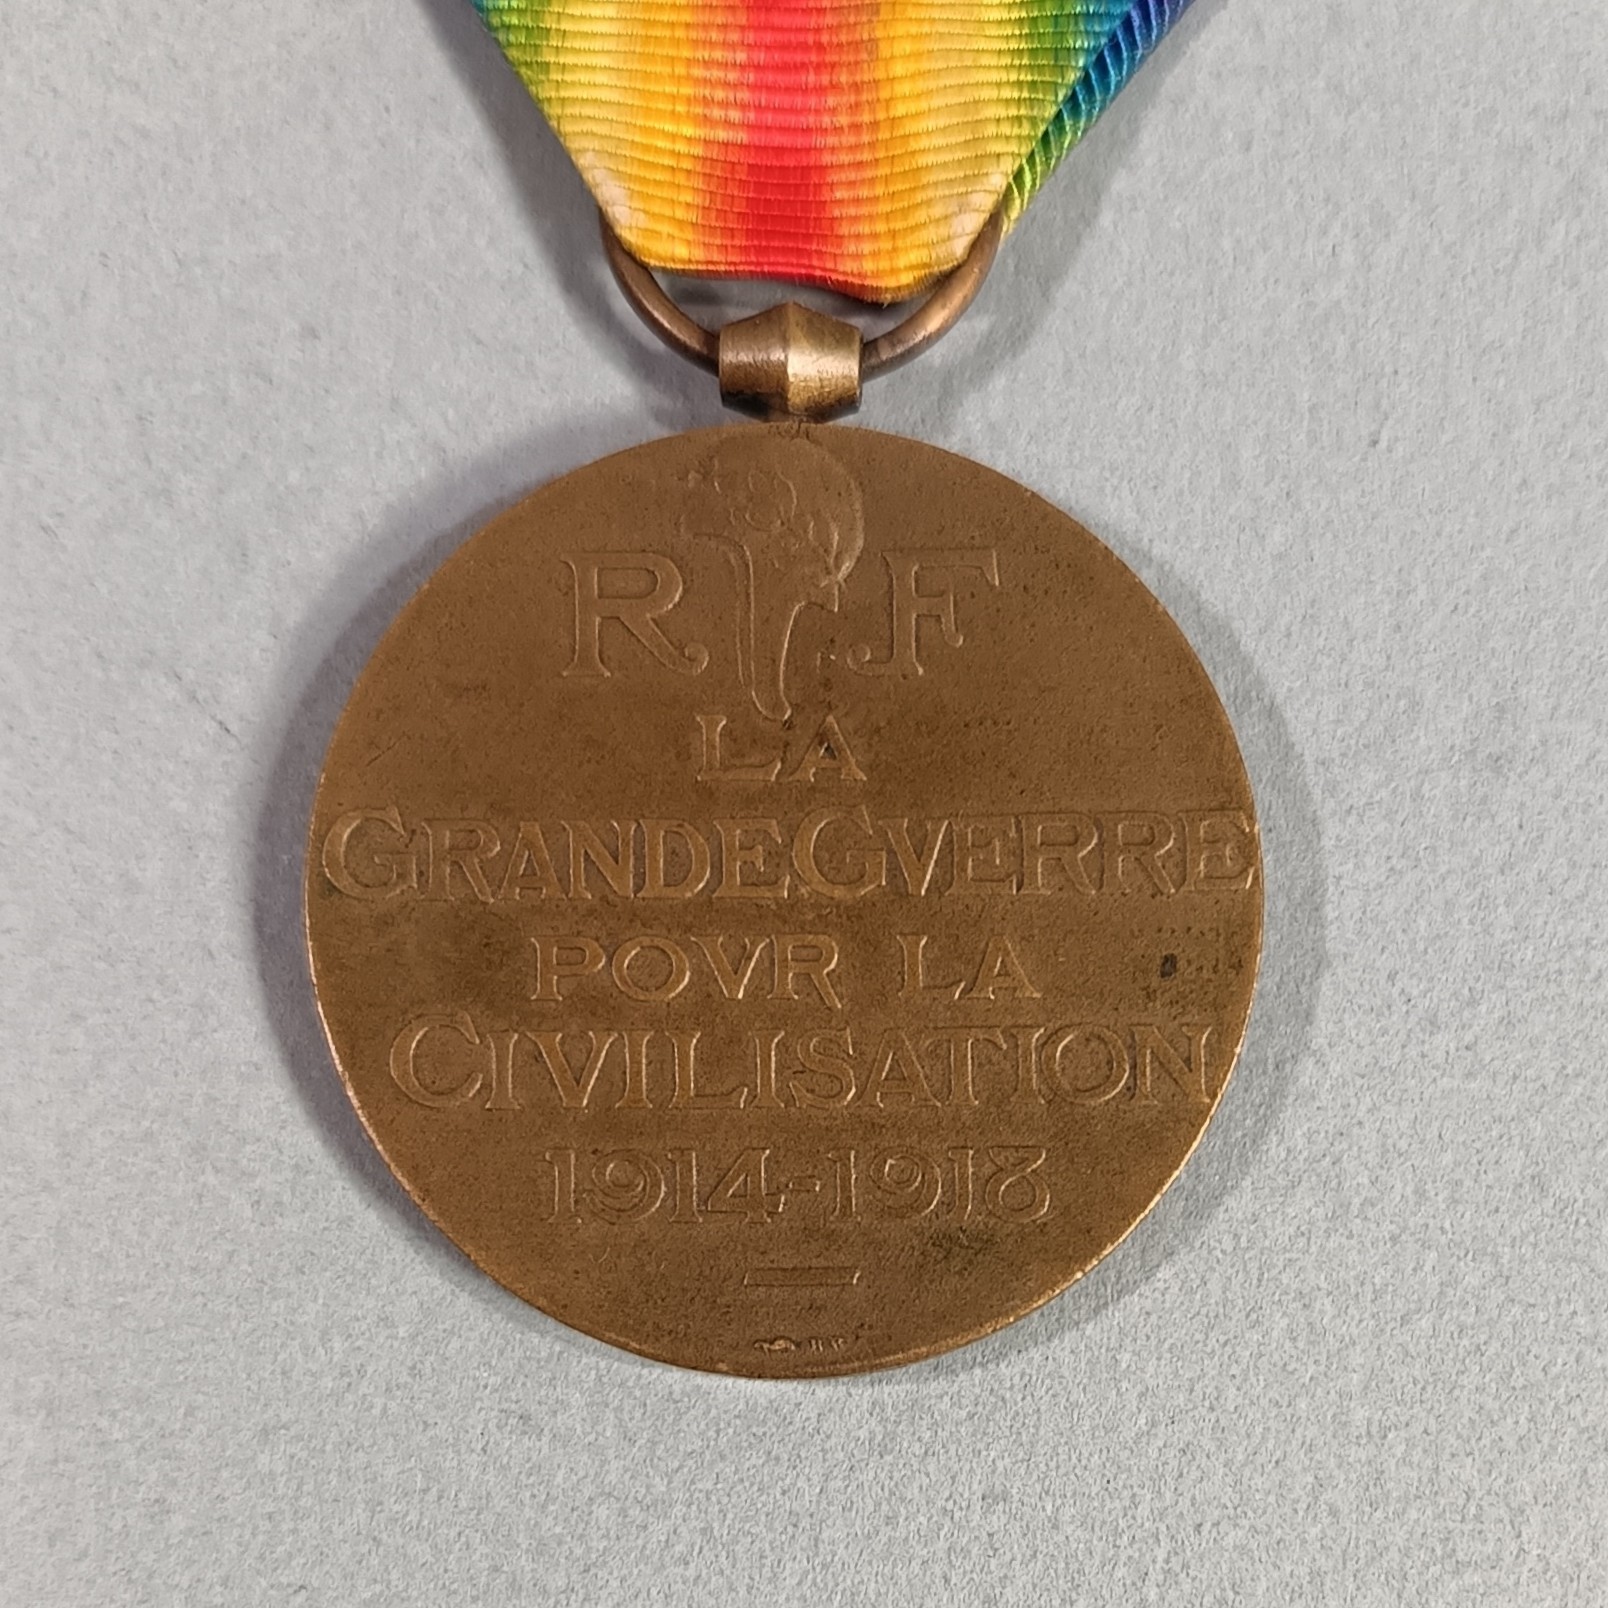 R F
LA
GRANDE GVERRE
POVR LA
CIVILISATION
1914-1918